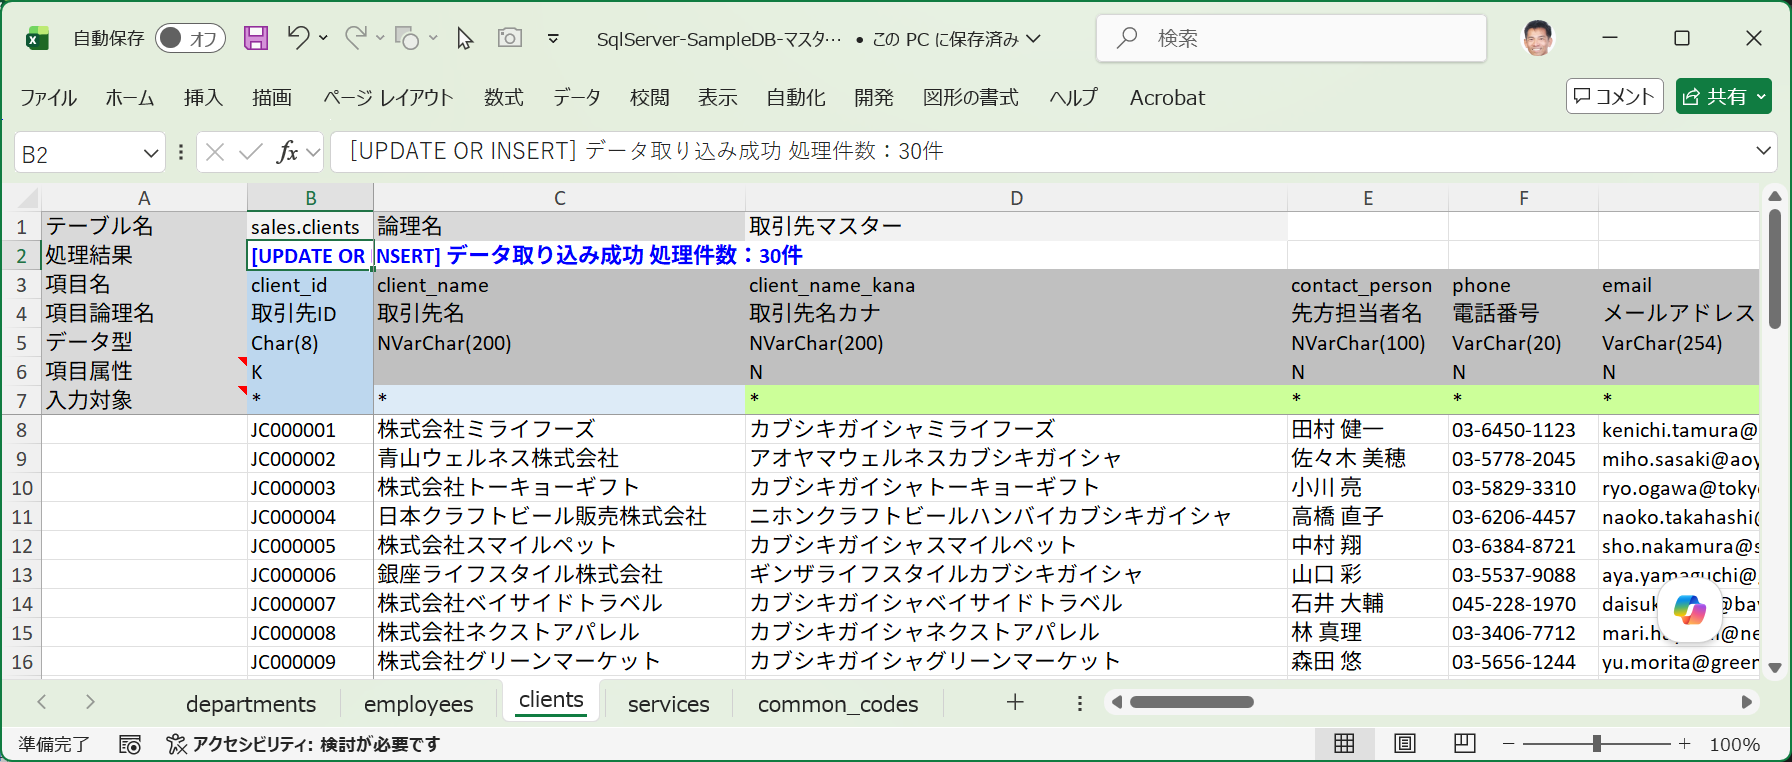 自動保存 オフ SqlServer-SampleDB-マスタ… • この PC に保存済み 検索
ファイル ホーム 挿入 描画 ページ レイアウト 数式 データ 校閲 表示 自動化 開発 図形の書式 ヘルプ Acrobat コメント 共有
B2 fx [UPDATE OR INSERT] データ取り込み成功 処理件数：30件
A B C D E F
1 テーブル名 sales.clients 論理名 取引先マスター
2 処理結果 [UPDATE OR INSERT] データ取り込み成功 処理件数：30件
3 項目名 client_id client_name client_name_kana contact_person phone email
4 項目論理名 取引先ID 取引先名 取引先名カナ 先方担当者名 電話番号 メールアドレス
5 データ型 Char(8) NVarChar(200) NVarChar(200) NVarChar(100) VarChar(20) VarChar(254)
6 項目属性 K N N N N
7 入力対象 * * * * * *
8 JC000001 株式会社ミライフーズ カブシキガイシャミライフーズ 田村 健一 03-6450-1123 kenichi.tamura@
9 JC000002 青山ウェルネス株式会社 アオヤマウェルネスカブシキガイシャ 佐々木 美穂 03-5778-2045 miho.sasaki@aoy
10 JC000003 株式会社トーキョーギフト カブシキガイシャトーキョーギフト 小川 亮 03-5829-3310 ryo.ogawa@toky
11 JC000004 日本クラフトビール販売株式会社 ニホンクラフトビールハンバイカブシキガイシャ 高橋 直子 03-6206-4457 naoko.takahashi@
12 JC000005 株式会社スマイルペット カブシキガイシャスマイルペット 中村 翔 03-6384-8721 sho.nakamura@s
13 JC000006 銀座ライフスタイル株式会社 ギンザライフスタイルカブシキガイシャ 山口 彩 03-5537-9088 aya.yamaguchi@
14 JC000007 株式会社ベイサイドトラベル カブシキガイシャベイサイドトラベル 石井 大輔 045-228-1970 daisuk @bay
15 JC000008 株式会社ネクストアパレル カブシキガイシャネクストアパレル 林 真理 03-3406-7712 mari.h @ne
16 JC000009 株式会社グリーンマーケット カブシキガイシャグリーンマーケット 森田 悠 03-5656-1244 yu.morita@green
departments employees clients services common_codes
準備完了 アクセシビリティ: 検討が必要です 100%